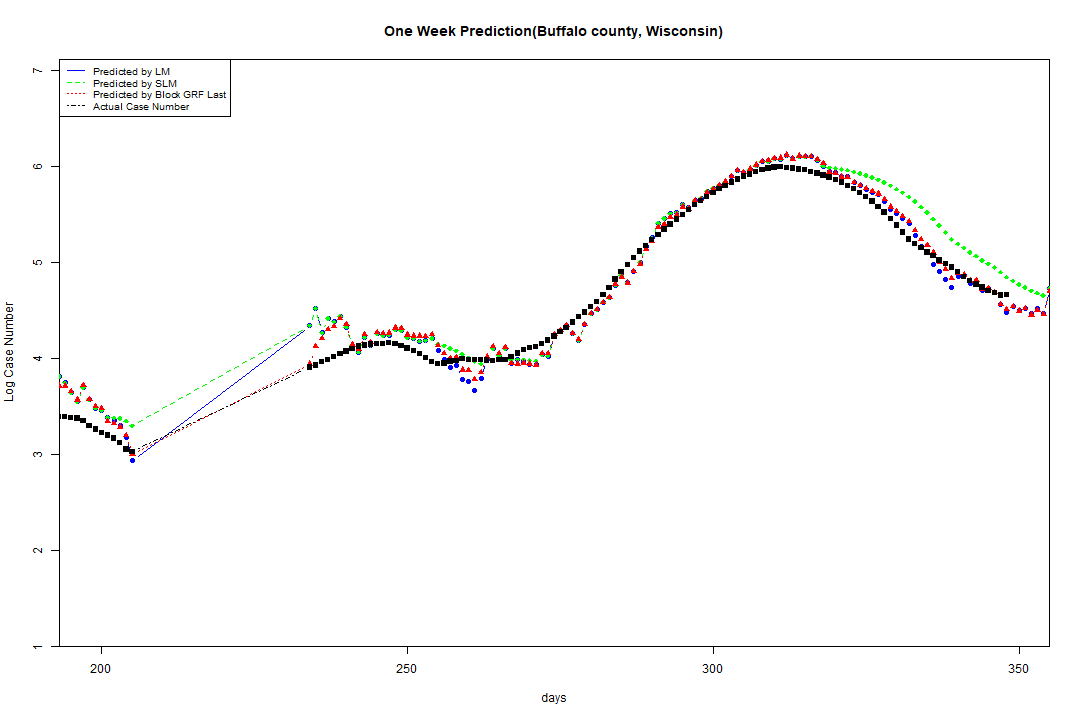 One Week Prediction(Buffalo county, Wisconsin)
Predicted by LM
Predicted by SLM
Predicted by Block GRF Last
Actual Case Number
7
6
5
4
3
2
1
Log Case Number
200
250
300
350
days